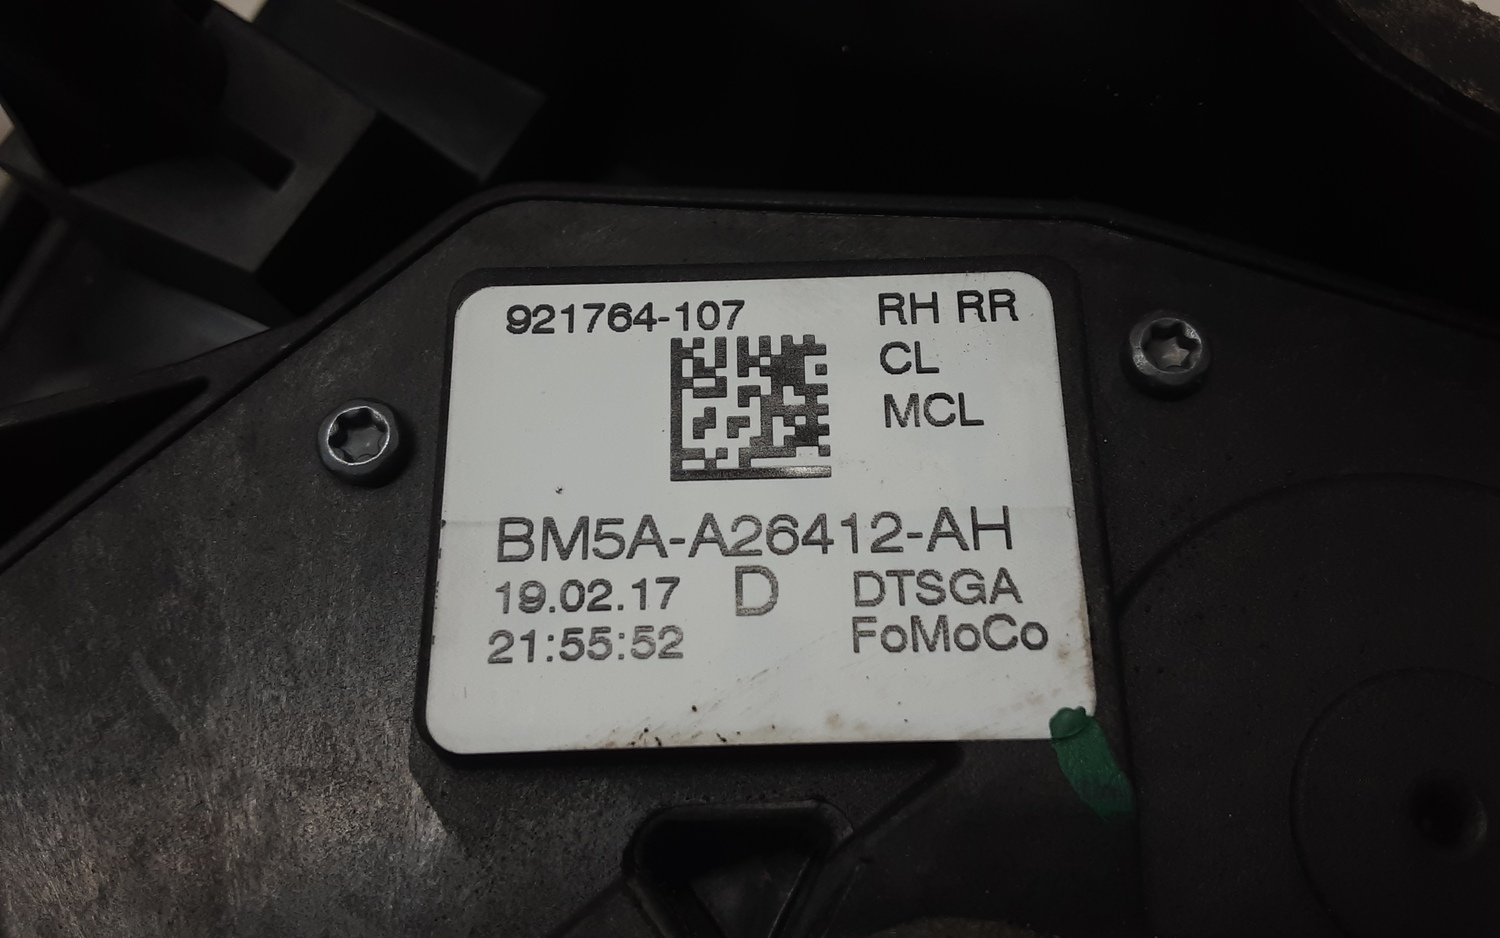 921764-107
RH RR
CL
MCL
BM5A-A26412-AH
19.02.17 D DTSGA
21:55:52 FoMoCo